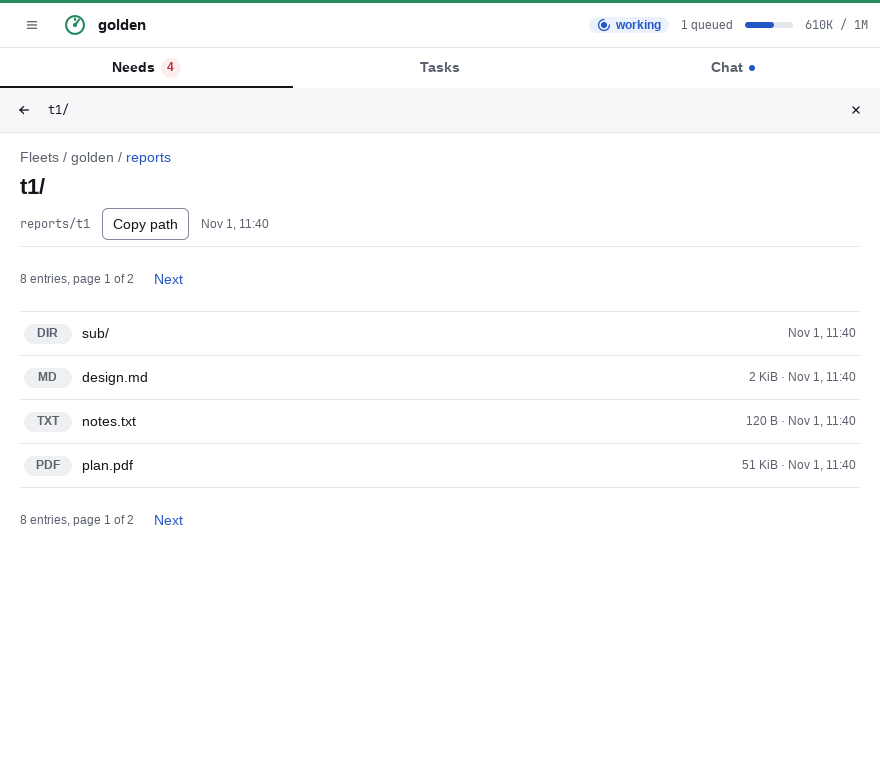 golden
working
1 queued
610K / 1M
Needs 4
Tasks
Chat
t1/
Fleets / golden / reports
t1/
reports/t1
Copy path
Nov 1, 11:40
8 entries, page 1 of 2
Next
DIR sub/ Nov 1, 11:40
MD design.md 2 KiB · Nov 1, 11:40
TXT notes.txt 120 B · Nov 1, 11:40
PDF plan.pdf 51 KiB · Nov 1, 11:40
8 entries, page 1 of 2
Next